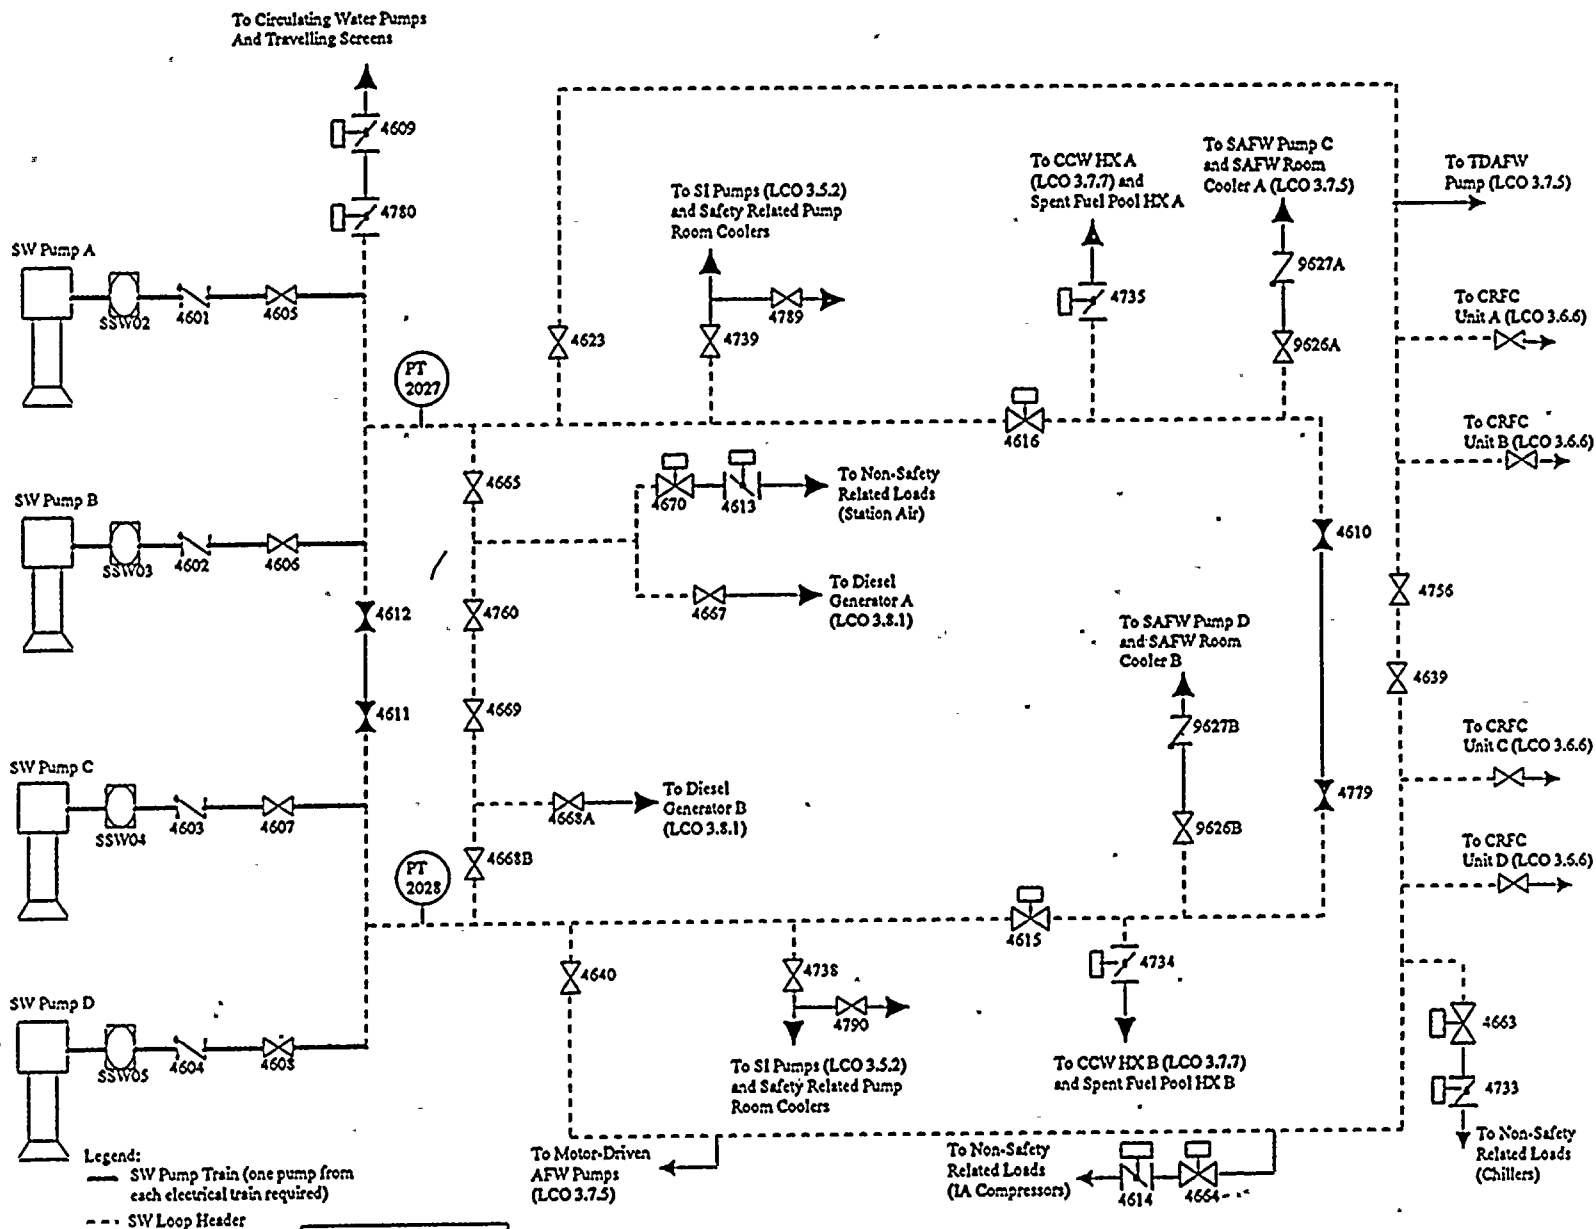 To Circulating Water Pumps
And Travelling Screens
4609
4780
SW Pump A
SSW02
4601
4605
PT
2027
4623
To SI Pumps (LCO 3.5.2)
and Safety Related Pump
Room Coolers
4789
4739
To CCW HX A
(LCO 3.7.7) and
Spent Fuel Pool HX A
4735
To SAFW Pump C
and SAFW Room
Cooler A (LCO 3.7.5)
9627A
9626A
To TDAFW
Pump (LCO 3.7.5)
To CRFC
Unit A (LCO 3.6.6)
4616
To CRFC
Unit B (LCO 3.6.6)
SW Pump B
SSW03
4602
4606
4665
4670
4613
To Non-Safety
Related Loads
(Station Air)
4610
4612
4760
4667
To Diesel
Generator A
(LCO 3.8.1)
4756
To SAFW Pump D
and SAFW Room
Cooler B
4639
4611
4669
9627B
To CRFC
Unit C (LCO 3.6.6)
SW Pump C
SSW04
4603
4607
4668A
To Diesel
Generator B
(LCO 3.8.1)
4779
9626B
4668B
PT
2028
To CRFC
Unit D (LCO 3.6.6)
4615
4640
4738
4790
4734
SW Pump D
SSW05
4604
4608
To SI Pumps (LCO 3.5.2)
and Safety Related Pump
Room Coolers
To CCW HX B (LCO 3.7.7)
and Spent Fuel Pool HX B
4663
4733
To Non-Safety
Related Loads
(Chillers)
To Motor-Driven
AFW Pumps
(LCO 3.7.5)
To Non-Safety
Related Loads
(IA Compressors)
4614
4664
Legend:
SW Pump Train (one pump from
each electrical train required)
SW Loop Header